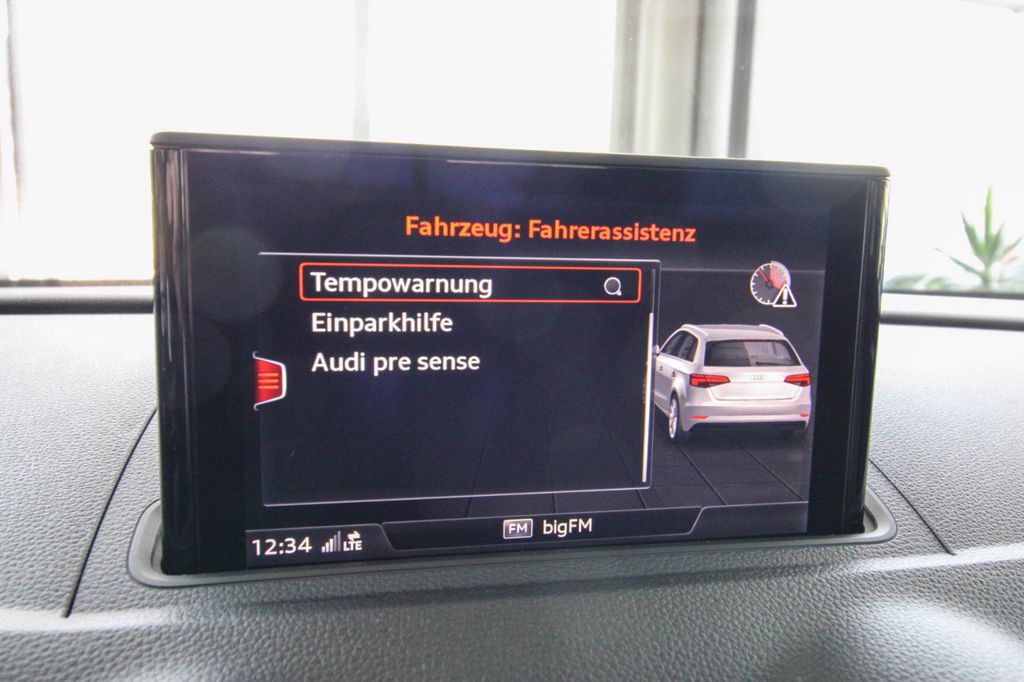 Fahrzeug: Fahrerassistenz
Tempowarnung
Einparkhilfe
Audi pre sense
12:34 LTE
FM bigFM